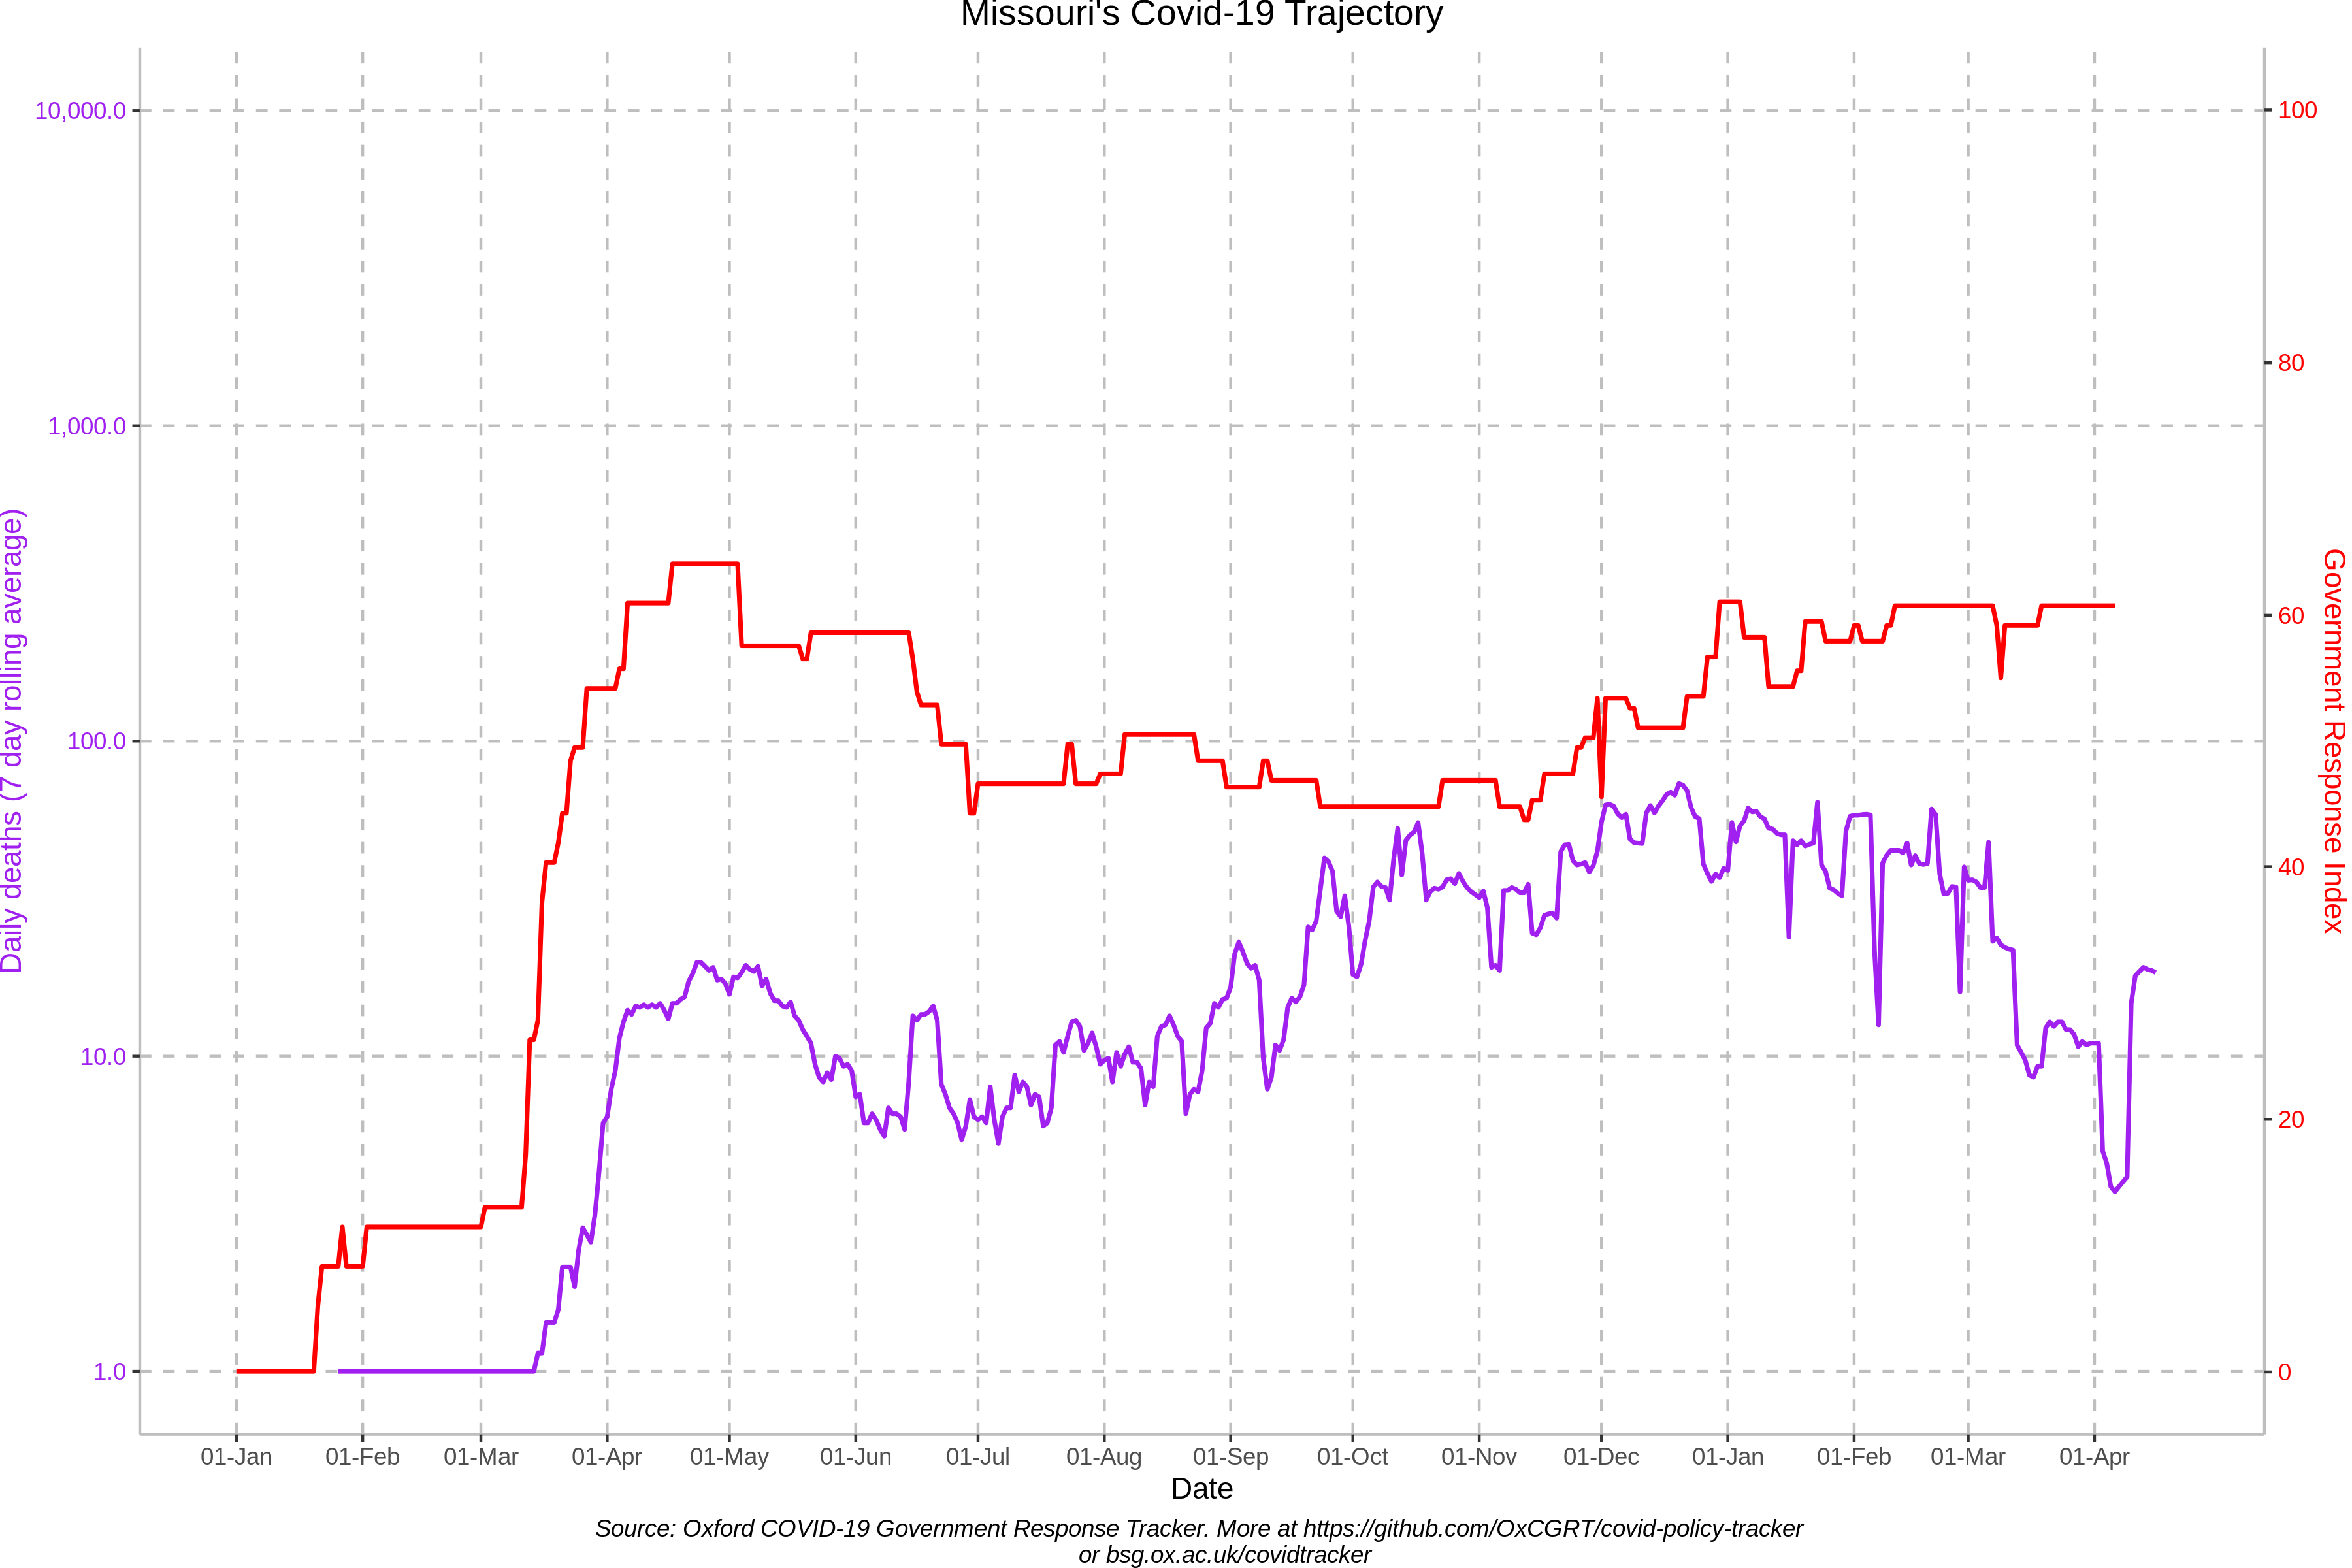 Missouri's Covid-19 Trajectory
10,000.0
1,000.0
100.0
10.0
1.0
Daily deaths (7 day rolling average)
100
80
60
40
20
0
Government Response Index
01-Jan 01-Feb 01-Mar 01-Apr 01-May 01-Jun 01-Jul 01-Aug 01-Sep 01-Oct 01-Nov 01-Dec 01-Jan 01-Feb 01-Mar 01-Apr
Date
Source: Oxford COVID-19 Government Response Tracker. More at https://github.com/OxCGRT/covid-policy-tracker
or bsg.ox.ac.uk/covidtracker